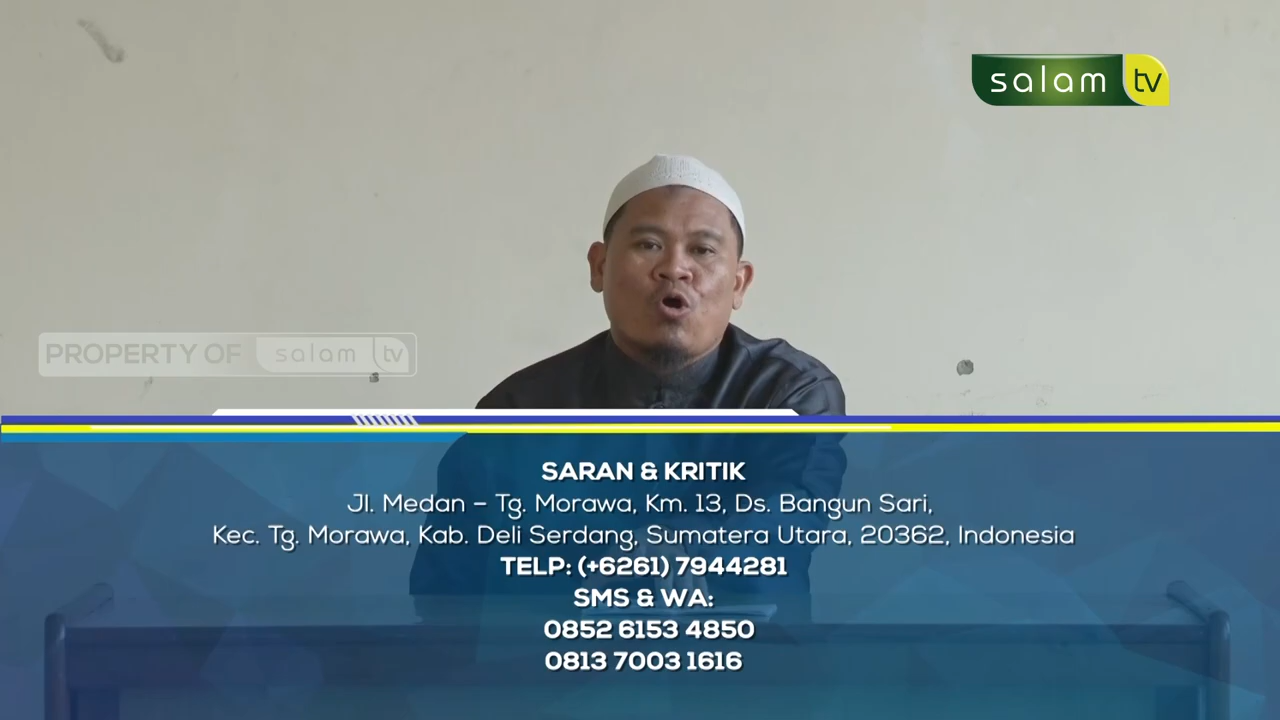 salam tv
PROPERTY OF salam tv
SARAN & KRITIK
Jl. Medan – Tg. Morawa, Km. 13, Ds. Bangun Sari,
Kec. Tg. Morawa, Kab. Deli Serdang, Sumatera Utara, 20362, Indonesia
TELP: (+6261) 7944281
SMS & WA:
0852 6153 4850
0813 7003 1616